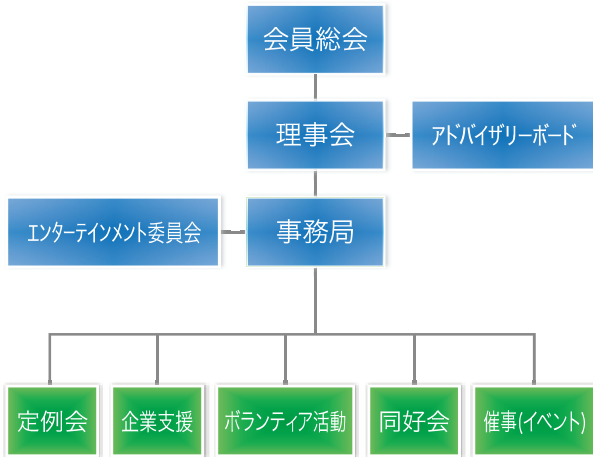 会員総会
理事会
アドバイザリーボード
エンターテインメント委員会
事務局
定例会
企業支援
ボランティア活動
同好会
催事(イベント)